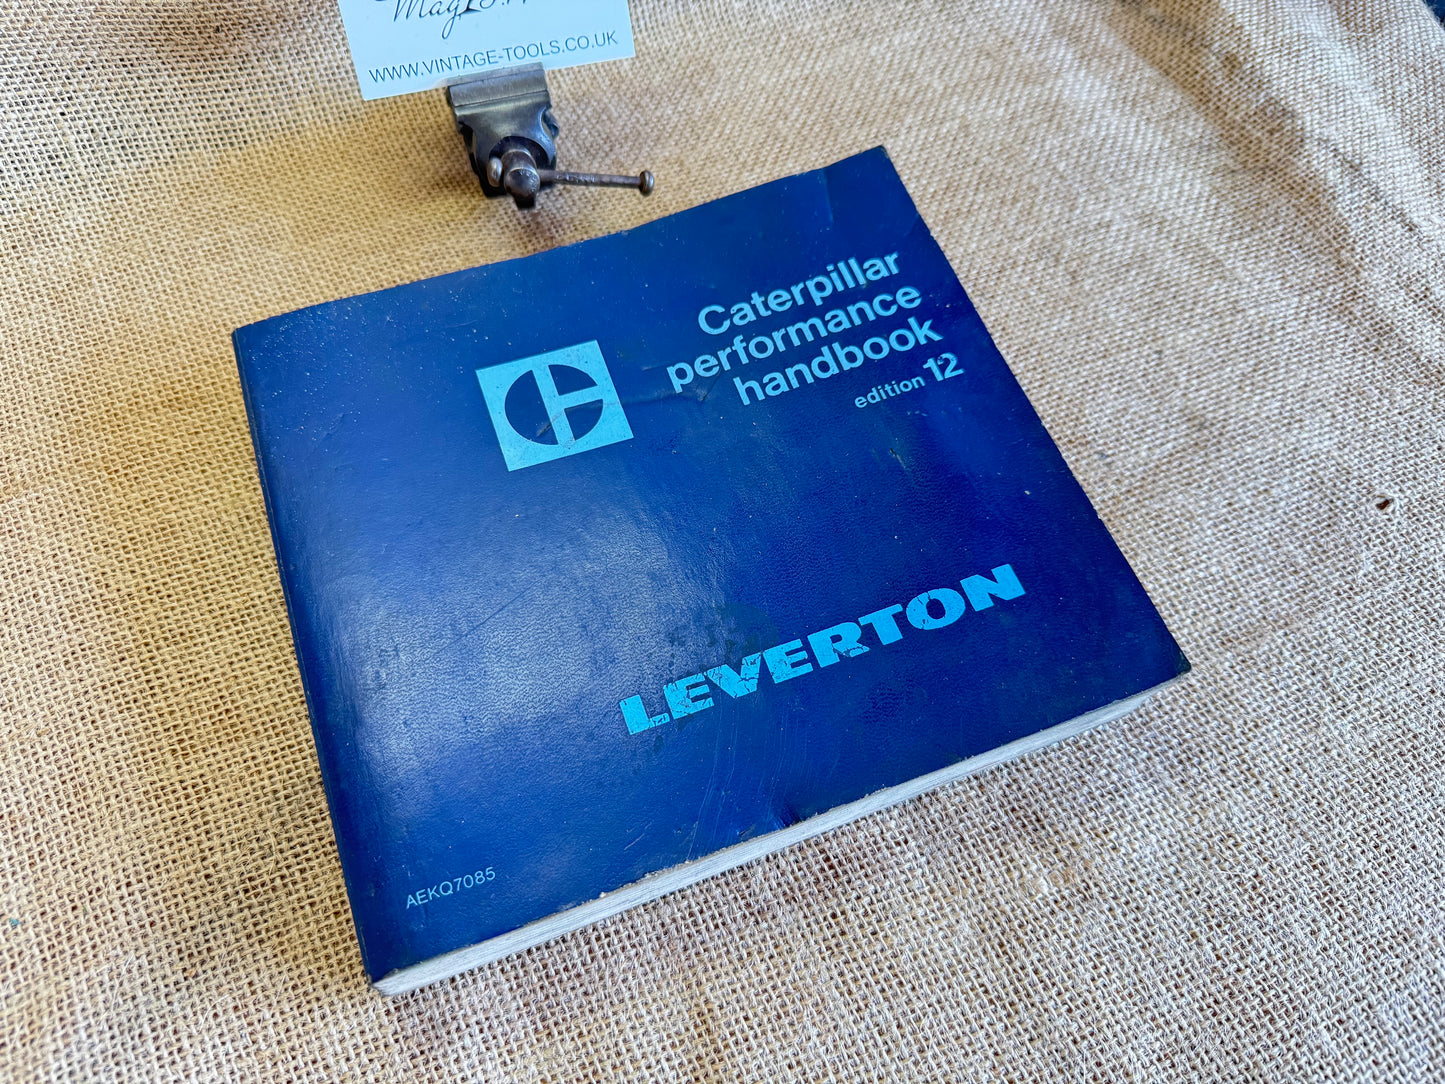 WWW.VINTAGE-TOOLS.CO.UK
Caterpillar
performance
handbook
edition 12
LEVERTON
AEKQ7085